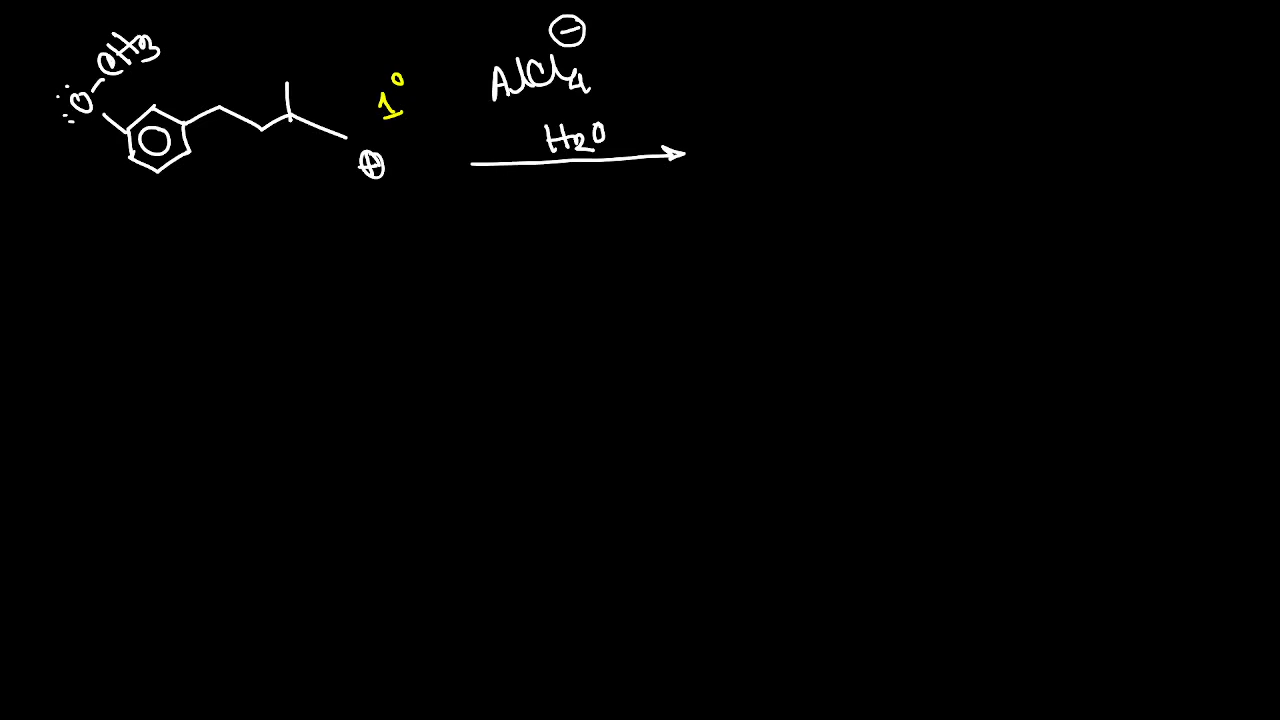 CH3
:O:
1°
⊕
AlCl4 ⊖
H2O